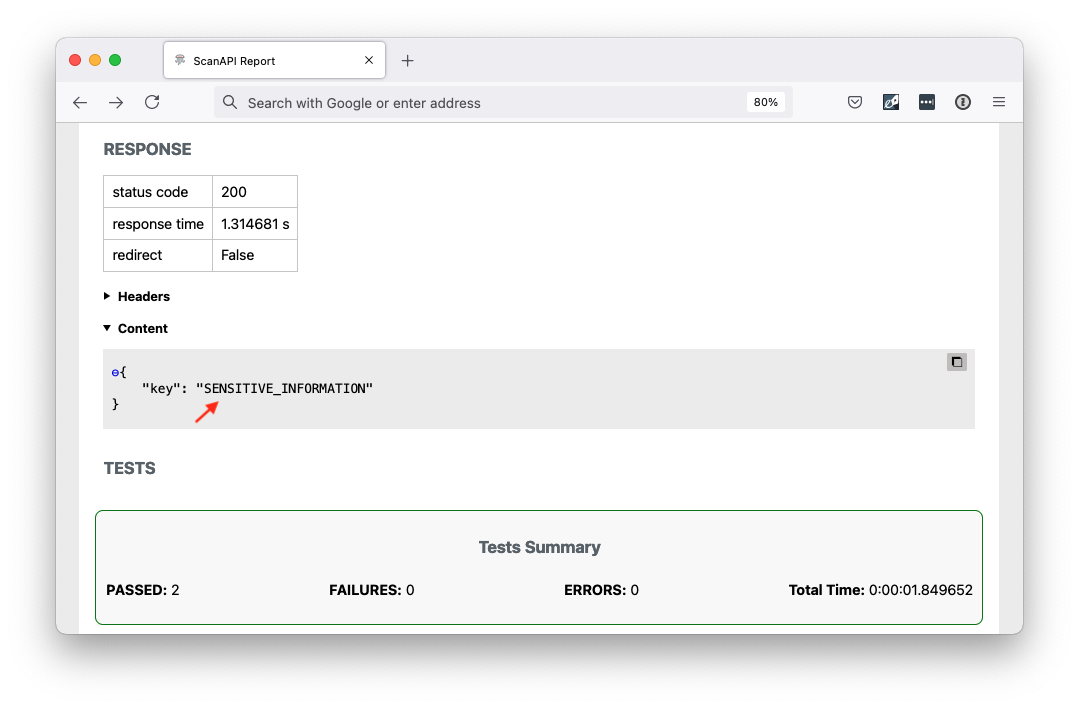 ScanAPI Report
Search with Google or enter address 80%
RESPONSE
status code 200
response time 1.314681 s
redirect False
Headers
Content
{
"key": "SENSITIVE_INFORMATION"
}
TESTS
Tests Summary
PASSED: 2 FAILURES: 0 ERRORS: 0 Total Time: 0:00:01.849652